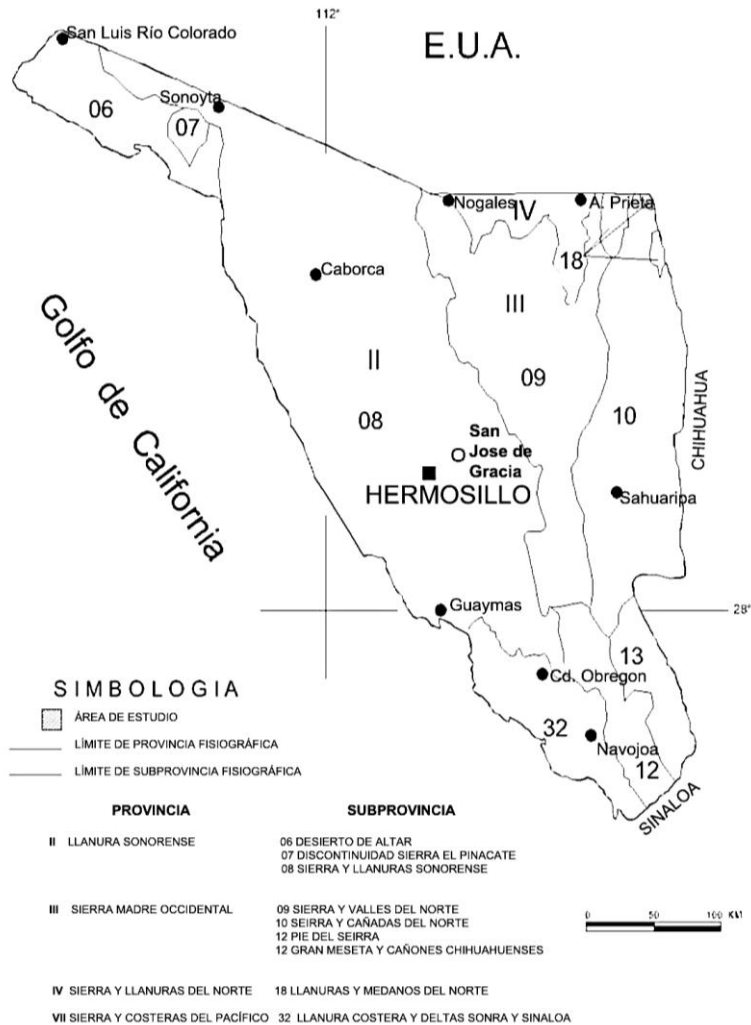 112°
San Luis Río Colorado
E.U.A.
Sonoyta
06
07
Nogales
IV
A. Prieta
18
Caborca
III
Golfo de California
II
09
10
CHIHUAHUA
08
San
Jose de
Gracia
HERMOSILLO
Sahuaripa
Guaymas
28°
13
Cd. Obregon
32
Navojoa
12
SINALOA
SIMBOLOGIA
ÁREA DE ESTUDIO
LÍMITE DE PROVINCIA FISIOGRÁFICA
LÍMITE DE SUBPROVINCIA FISIOGRÁFICA
PROVINCIA SUBPROVINCIA
II LLANURA SONORENSE 06 DESIERTO DE ALTAR
07 DISCONTINUIDAD SIERRA EL PINACATE
08 SIERRA Y LLANURAS SONORENSE
III SIERRA MADRE OCCIDENTAL 09 SIERRA Y VALLES DEL NORTE
10 SEIRRA Y CAÑADAS DEL NORTE
12 PIE DEL SEIRRA
12 GRAN MESETA Y CAÑONES CHIHUAHUENSES
0 50 100 KM
IV SIERRA Y LLANURAS DEL NORTE 18 LLANURAS Y MEDANOS DEL NORTE
VII SIERRA Y COSTERAS DEL PACÍFICO 32 LLANURA COSTERA Y DELTAS SONRA Y SINALOA